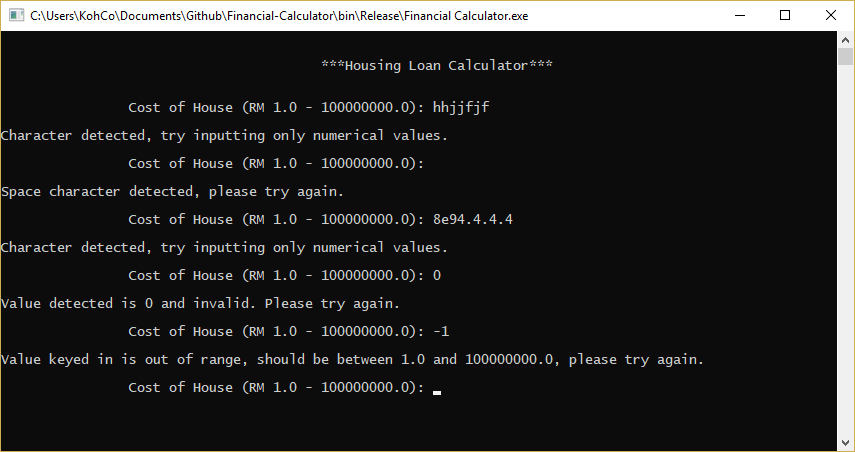 C:\Users\KohCo\Documents\Github\Financial-Calculator\bin\Release\Financial Calculator.exe
***Housing Loan Calculator***
Cost of House (RM 1.0 - 100000000.0): hhjjfjf
Character detected, try inputting only numerical values.
Cost of House (RM 1.0 - 100000000.0):
Space character detected, please try again.
Cost of House (RM 1.0 - 100000000.0): 8e94.4.4.4
Character detected, try inputting only numerical values.
Cost of House (RM 1.0 - 100000000.0): 0
Value detected is 0 and invalid. Please try again.
Cost of House (RM 1.0 - 100000000.0): -1
Value keyed in is out of range, should be between 1.0 and 100000000.0, please try again.
Cost of House (RM 1.0 - 100000000.0):